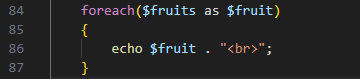 84 foreach($fruits as $fruit)
85 {
86 echo $fruit . "<br>";
87 }